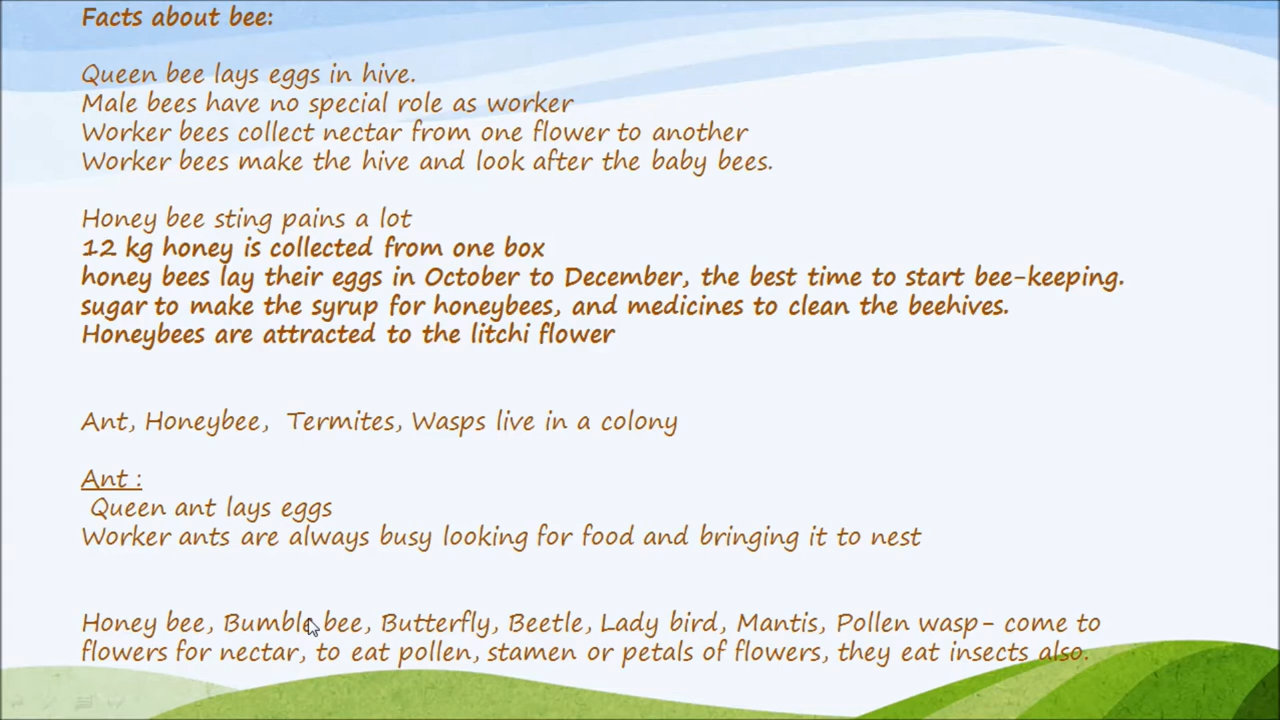 Facts about bee:
Queen bee lays eggs in hive.
Male bees have no special role as worker
Worker bees collect nectar from one flower to another
Worker bees make the hive and look after the baby bees.
Honey bee sting pains a lot
12 kg honey is collected from one box
honey bees lay their eggs in October to December, the best time to start bee-keeping.
sugar to make the syrup for honeybees, and medicines to clean the beehives.
Honeybees are attracted to the litchi flower
Ant, Honeybee,  Termites, Wasps live in a colony
Ant :
Queen ant lays eggs
Worker ants are always busy looking for food and bringing it to nest
Honey bee, Bumble bee, Butterfly, Beetle, Lady bird, Mantis, Pollen wasp- come to
flowers for nectar, to eat pollen, stamen or petals of flowers, they eat insects also.